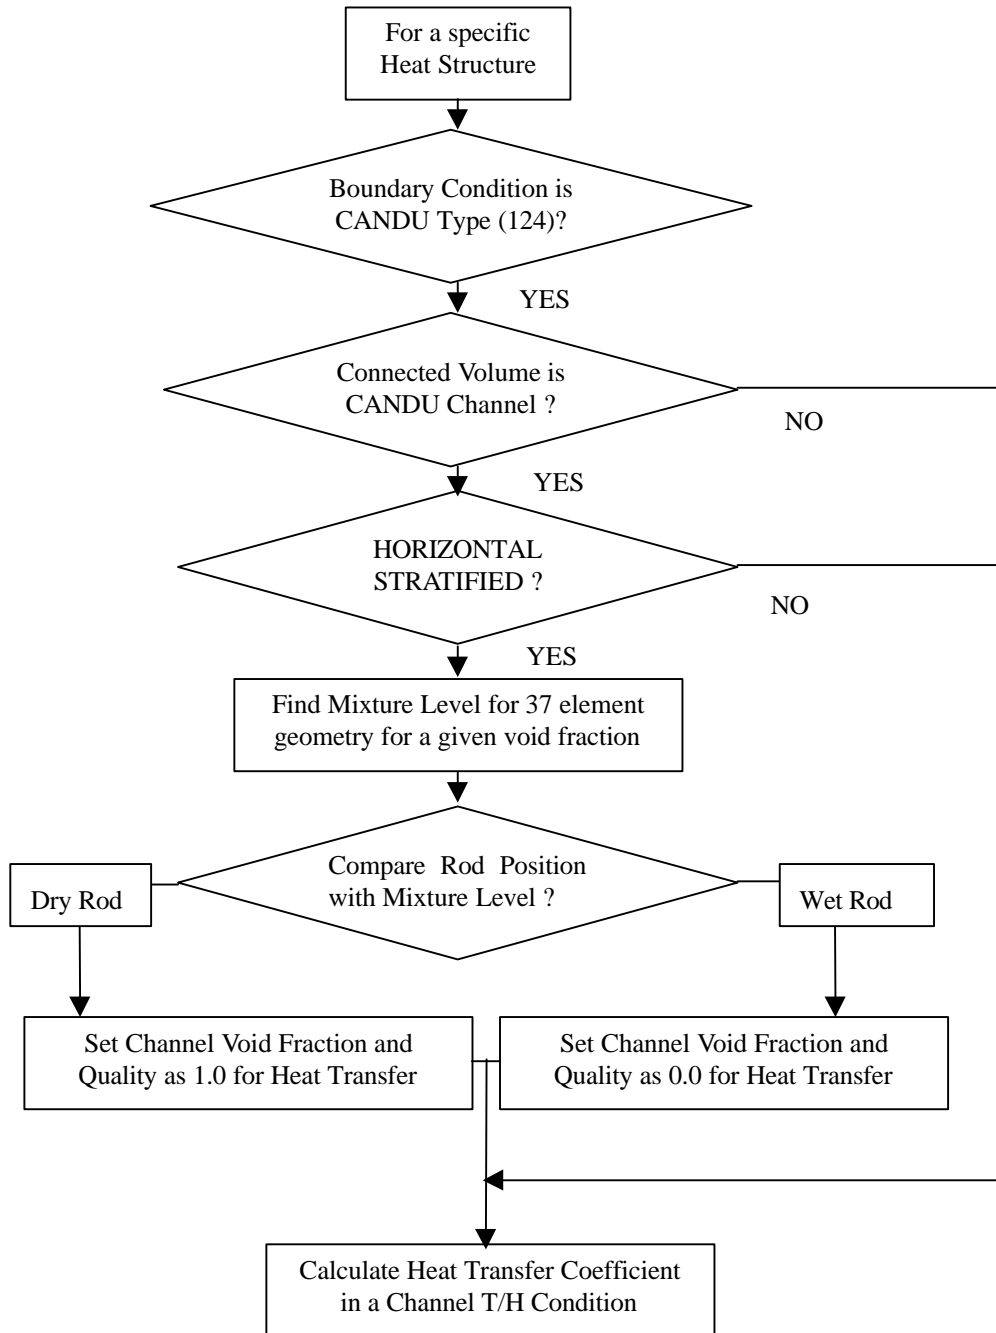 For a specific
Heat Structure
Boundary Condition is
CANDU Type (124)?
YES
Connected Volume is
CANDU Channel ?
NO
YES
HORIZONTAL
STRATIFIED ?
NO
YES
Find Mixture Level for 37 element
geometry for a given void fraction
Compare Rod Position
with Mixture Level ?
Dry Rod
Wet Rod
Set Channel Void Fraction and
Quality as 1.0 for Heat Transfer
Set Channel Void Fraction and
Quality as 0.0 for Heat Transfer
Calculate Heat Transfer Coefficient
in a Channel T/H Condition